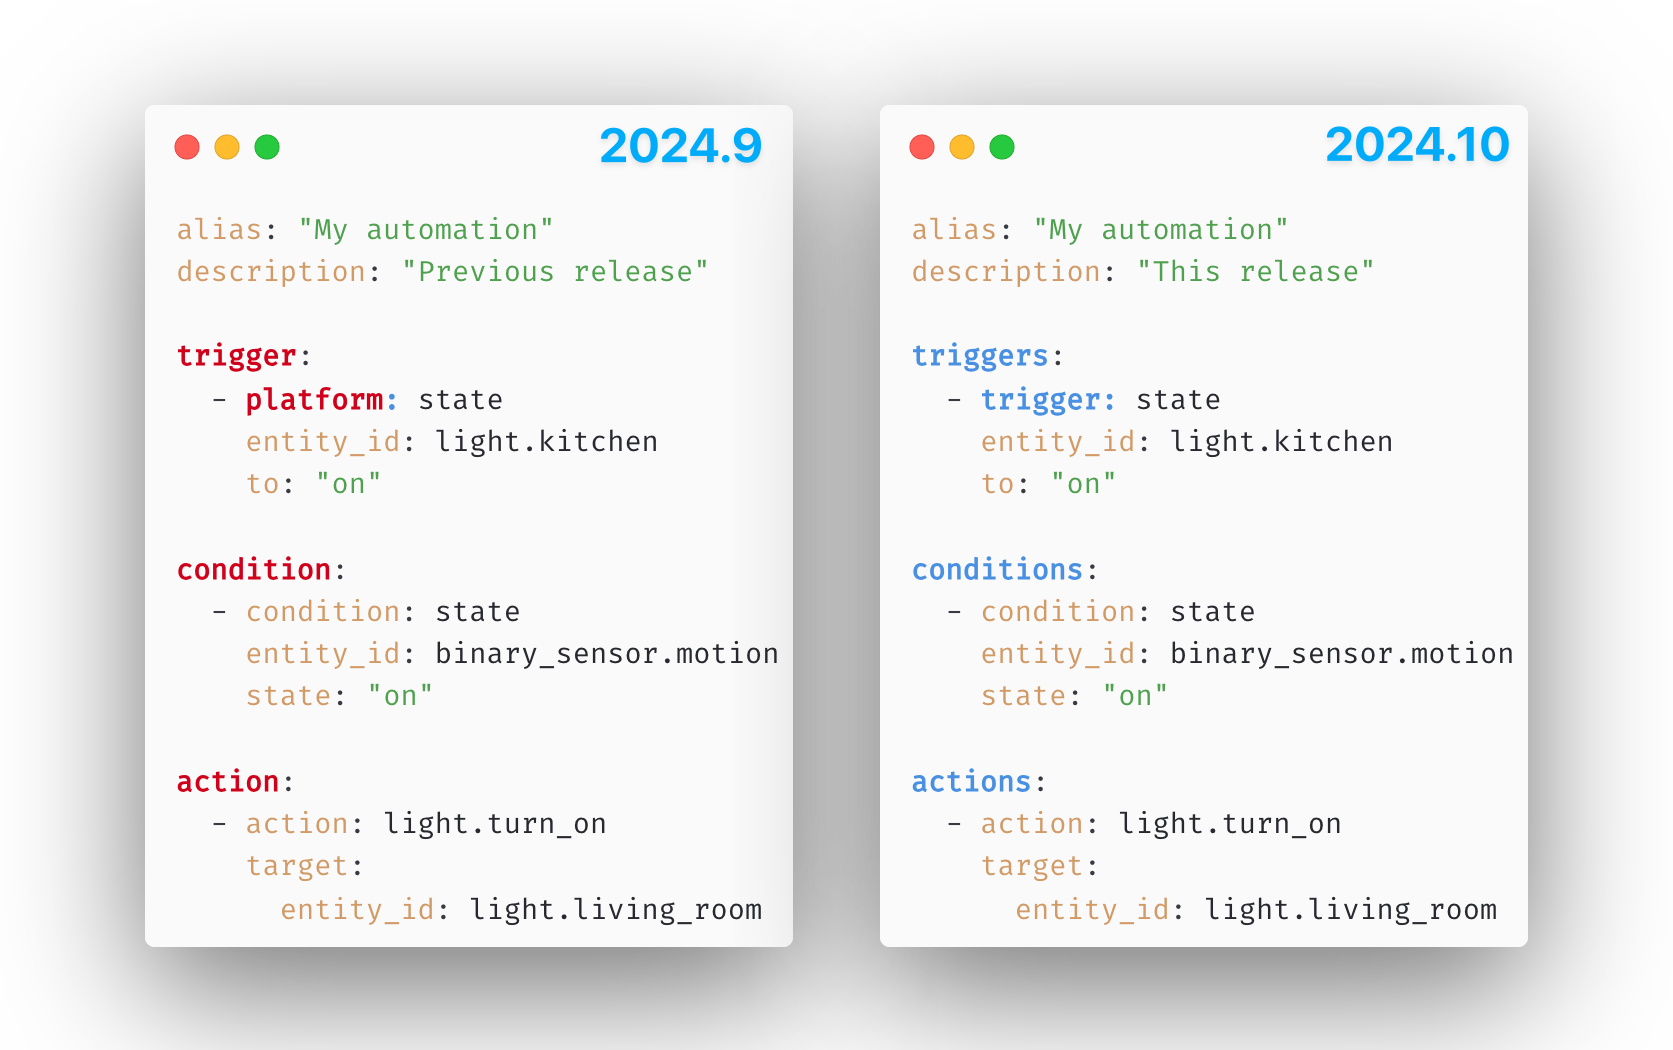 2024.9
alias: "My automation"
description: "Previous release"
trigger:
  - platform: state
    entity_id: light.kitchen
    to: "on"
condition:
  - condition: state
    entity_id: binary_sensor.motion
    state: "on"
action:
  - action: light.turn_on
    target:
      entity_id: light.living_room
2024.10
alias: "My automation"
description: "This release"
triggers:
  - trigger: state
    entity_id: light.kitchen
    to: "on"
conditions:
  - condition: state
    entity_id: binary_sensor.motion
    state: "on"
actions:
  - action: light.turn_on
    target:
      entity_id: light.living_room